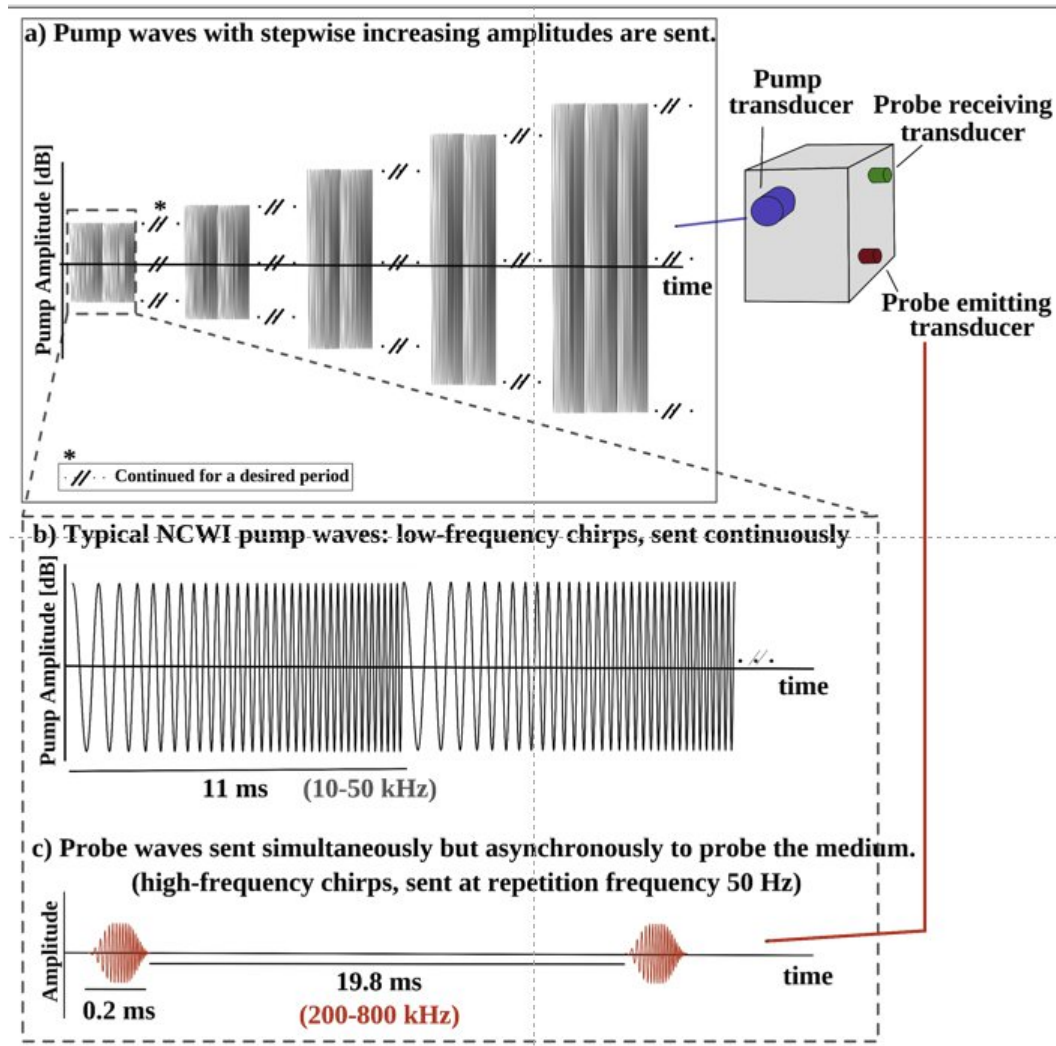 a) Pump waves with stepwise increasing amplitudes are sent.
Pump
transducer
Probe receiving
transducer
Pump Amplitude [dB]
*
time
Probe emitting
transducer
*
Continued for a desired period
b) Typical NCWI pump waves: low-frequency chirps, sent continuously
Pump Amplitude [dB]
time
11 ms (10-50 kHz)
c) Probe waves sent simultaneously but asynchronously to probe the medium.
(high-frequency chirps, sent at repetition frequency 50 Hz)
Amplitude
time
0.2 ms
19.8 ms
(200-800 kHz)